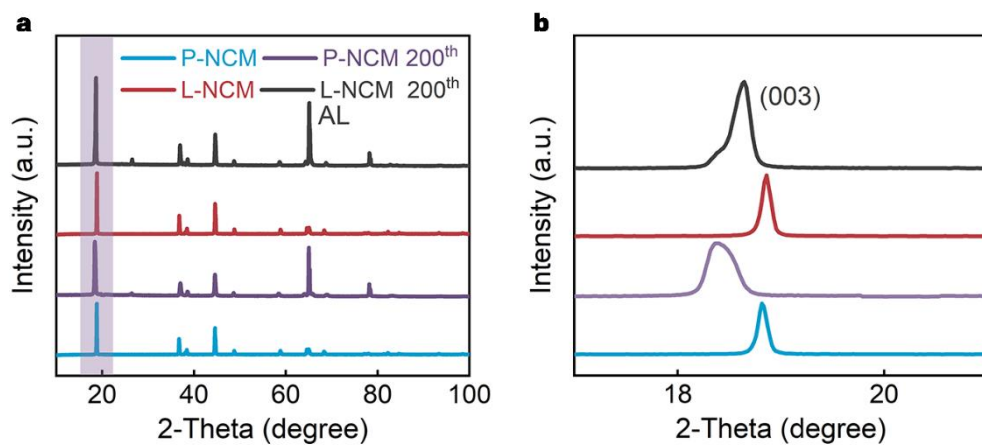 a
P-NCM P-NCM 200th
L-NCM L-NCM 200th
AL
Intensity (a.u.)
20 40 60 80 100
2-Theta (degree)
b
(003)
Intensity (a.u.)
18 20
2-Theta (degree)